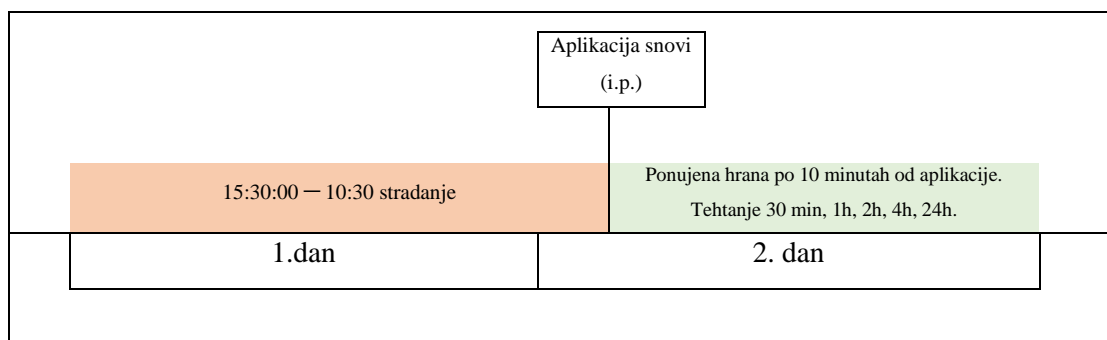 Aplikacija snovi
(i.p.)
15:30:00 ─ 10:30 stradanje
Ponujena hrana po 10 minutah od aplikacije.
Tehtanje 30 min, 1h, 2h, 4h, 24h.
1.dan
2. dan